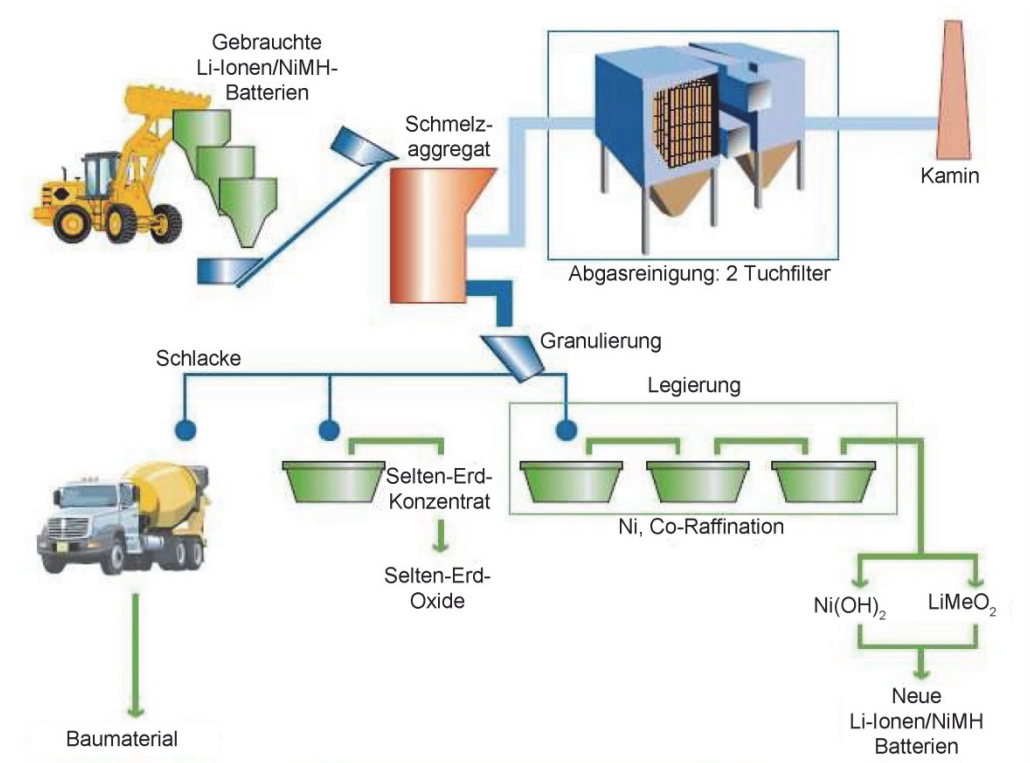 Gebrauchte
Li-Ionen/NiMH-
Batterien
Schmelz-
aggregat
Kamin
Abgasreinigung: 2 Tuchfilter
Granulierung
Schlacke
Legierung
Selten-Erd-
Konzentrat
Ni, Co-Raffination
Selten-Erd-
Oxide
Ni(OH)₂
LiMeO₂
Neue
Li-Ionen/NiMH
Batterien
Baumaterial